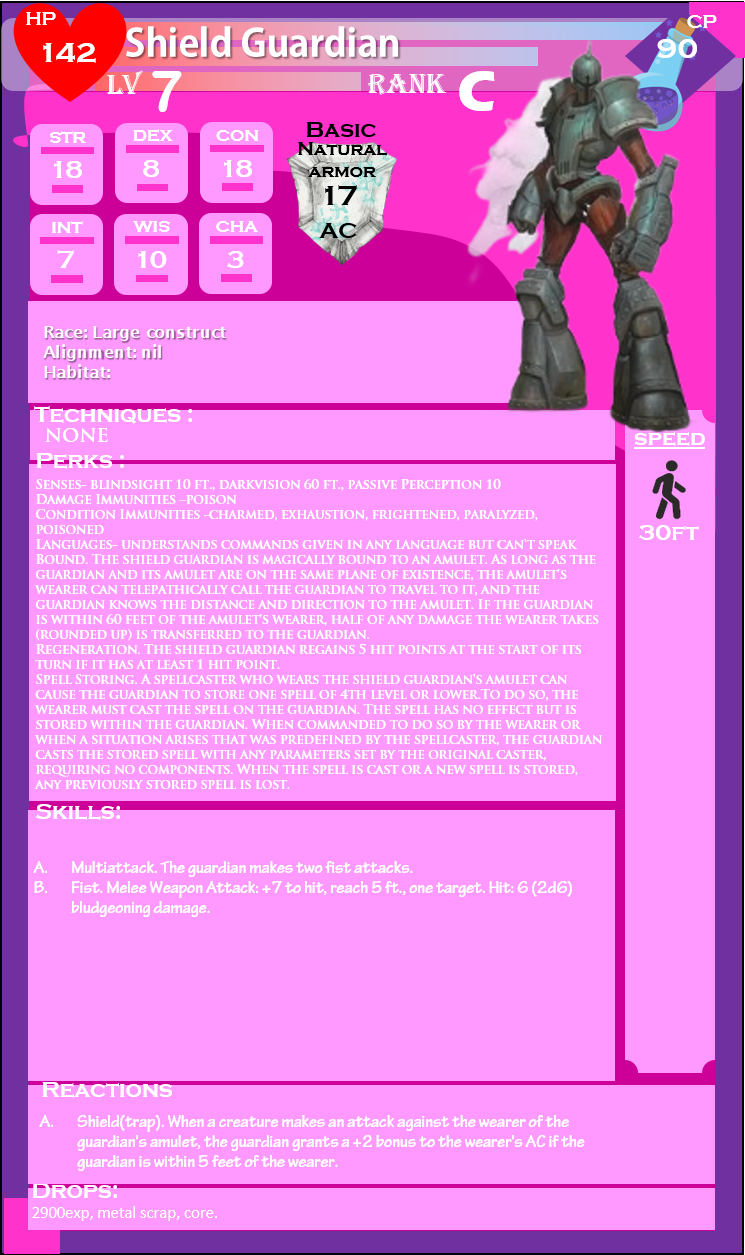 HP
142
Shield Guardian
CP
90
LV 7
RANK C
STR
18
DEX
8
CON
18
INT
7
WIS
10
CHA
3
Basic
Natural
armor
17
AC
Race: Large construct
Alignment: nil
Habitat:
Techniques :
none
Perks :
Senses- blindsight 10 ft., darkvision 60 ft., passive Perception 10
Damage Immunities –poison
Condition Immunities -charmed, exhaustion, frightened, paralyzed,
poisoned
Languages- understands commands given in any language but can't speak
Bound. The shield guardian is magically bound to an amulet. As long as the
guardian and its amulet are on the same plane of existence, the amulet's
wearer can telepathically call the guardian to travel to it, and the
guardian knows the distance and direction to the amulet. If the guardian
is within 60 feet of the amulet's wearer, half of any damage the wearer takes
(rounded up) is transferred to the guardian.
Regeneration. The shield guardian regains 5 hit points at the start of its
turn if it has at least 1 hit point.
Spell Storing. A spellcaster who wears the shield guardian's amulet can
cause the guardian to store one spell of 4th level or lower.To do so, the
wearer must cast the spell on the guardian. The spell has no effect but is
stored within the guardian. When commanded to do so by the wearer or
when a situation arises that was predefined by the spellcaster, the guardian
casts the stored spell with any parameters set by the original caster,
requiring no components. When the spell is cast or a new spell is stored,
any previously stored spell is lost.
SPEED
30FT
Skills:
A. Multiattack. The guardian makes two fist attacks.
B. Fist. Melee Weapon Attack: +7 to hit, reach 5 ft., one target. Hit: 6 (2d6)
bludgeoning damage.
Reactions
A. Shield(trap). When a creature makes an attack against the wearer of the
guardian's amulet, the guardian grants a +2 bonus to the wearer's AC if the
guardian is within 5 feet of the wearer.
Drops:
2900exp, metal scrap, core.